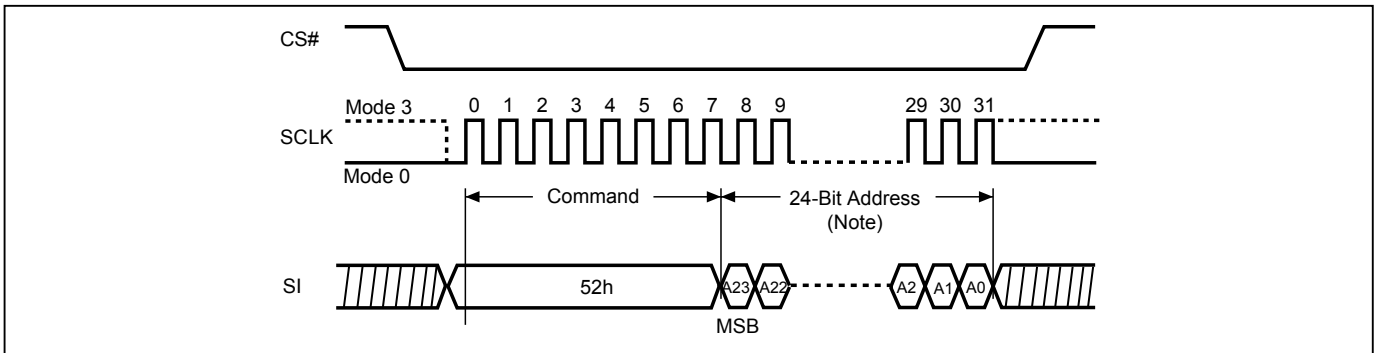 CS#
Mode 3
0 1 2 3 4 5 6 7 8 9 29 30 31
SCLK
Mode 0
Command
24-Bit Address
(Note)
SI
52h
A23 A22 A2 A1 A0
MSB